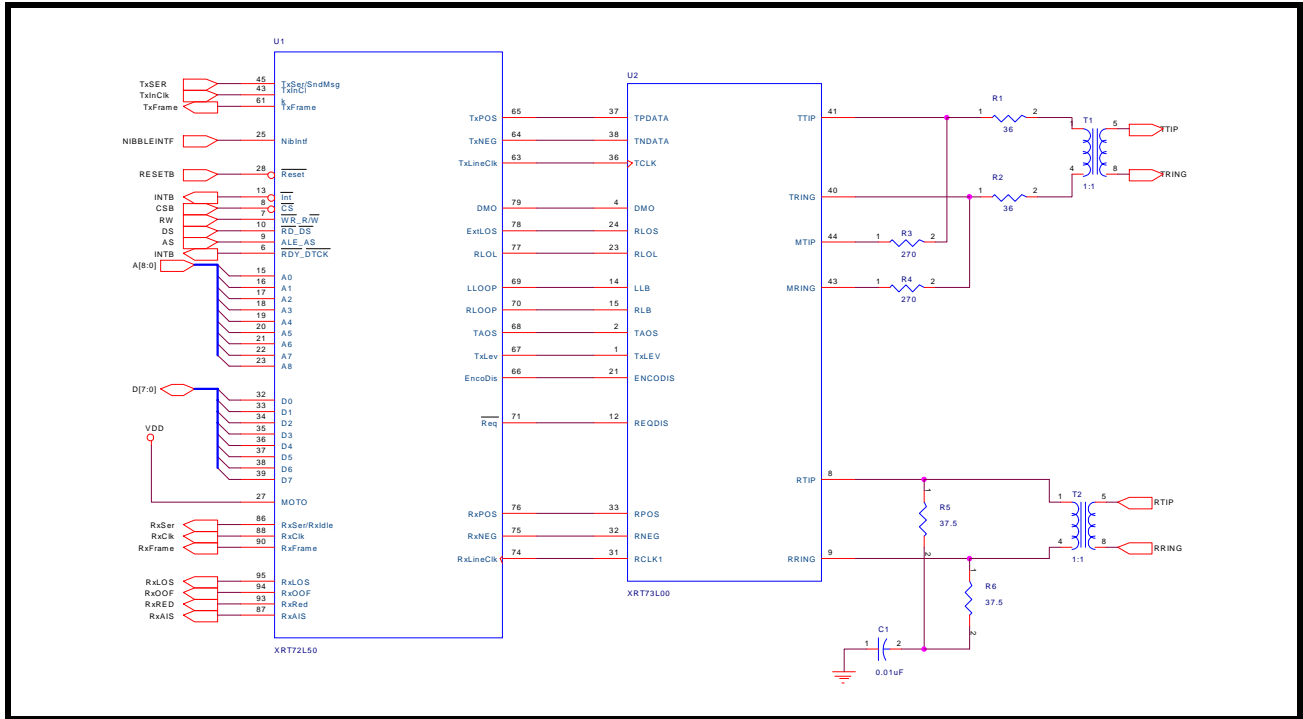 U1
TxSER 45 TxSer/SndMsg
TxInClk 43 TxInCl
k
TxFrame 61 TxFrame
NIBBLEINTF 25 NibIntf
RESETB 28 Reset
INTB 13 Int
CSB 8 CS
RW 7 WR_R/W
DS 10 RD_DS
AS 9 ALE_AS
INTB 6 RDY_DTCK
A[8:0]
15 A0
16 A1
17 A2
18 A3
19 A4
20 A5
21 A6
22 A7
23 A8
D[7:0]
32 D0
33 D1
34 D2
35 D3
36 D4
37 D5
38 D6
39 D7
VDD
27 MOTO
RxSer 86 RxSer/RxIdle
RxClk 88 RxClk
RxFrame 90 RxFrame
RxLOS 95 RxLOS
RxOOF 94 RxOOF
RxRED 93 RxRed
RxAIS 87 RxAIS
XRT72L50
U2
TxPOS 65 37 TPDATA
TxNEG 64 38 TNDATA
TxLineClk 63 36 TCLK
DMO 79 4 DMO
ExtLOS 78 24 RLOS
RLOL 77 23 RLOL
LLOOP 69 14 LLB
RLOOP 70 15 RLB
TAOS 68 2 TAOS
TxLev 67 1 TxLEV
EncoDis 66 21 ENCODIS
Req 71 12 REQDIS
RxPOS 76 33 RPOS
RxNEG 75 32 RNEG
RxLineClk 74 31 RCLK1
XRT73L00
TTIP 41
TRING 40
MTIP 44
MRING 43
RTIP 8
RRING 9
R1
1 2
36
R2
1 2
36
R3
1 2
270
R4
1 2
270
T1
1 5
4 8
1:1
TTIP
TRING
R5
1 2
37.5
R6
1 2
37.5
T2
1 5
4 8
1:1
RTIP
RRING
C1
1 2
0.01uF